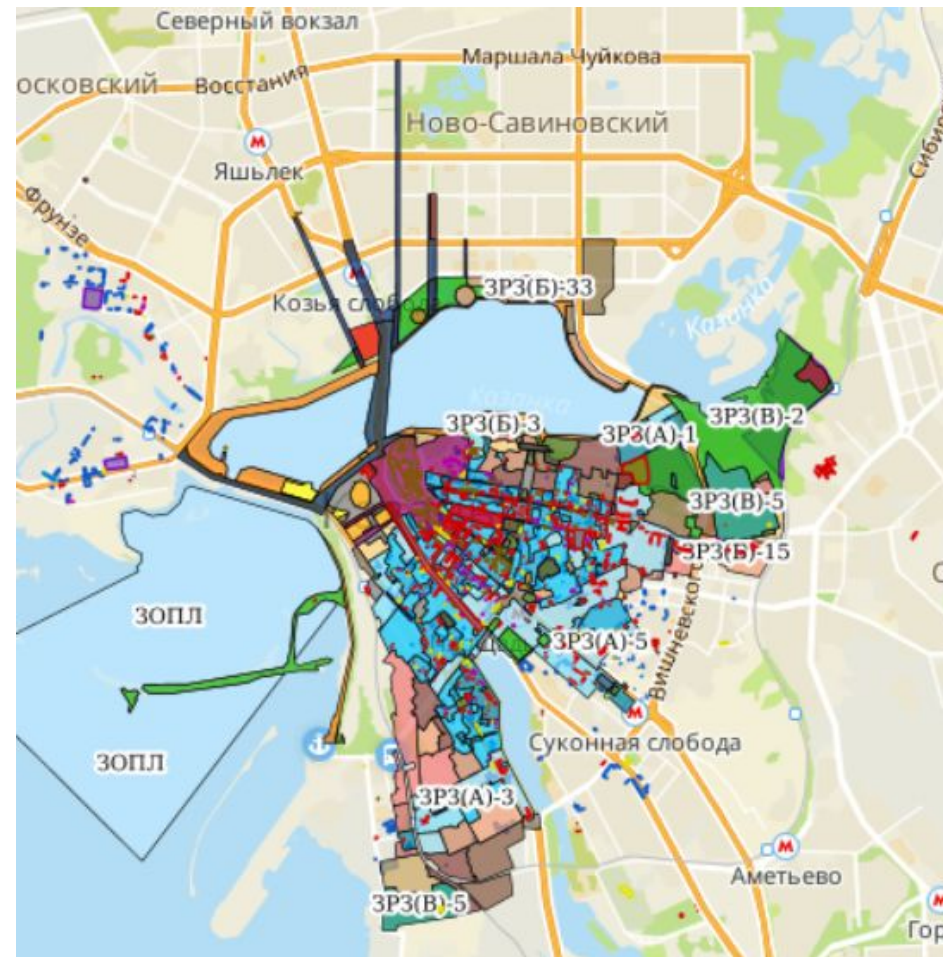 Северный вокзал
Маршала Чуйкова
осковский
Восстания
Ново-Савиновский
Яшьлек
Сибир
Фрунзе
ЗРЗ(Б)-33
Козья слобода
Казанка
Казанка
ЗРЗ(В)-2
ЗРЗ(Б)-3
ЗРЗ(А)-1
ЗРЗ(В)-5
ЗРЗ(Б)-15
ЗОПЛ
ЗРЗ(А)-5
Вишневского
Суконная слобода
ЗОПЛ
ЗРЗ(А)-3
Аметьево
ЗРЗ(В)-5
Гор